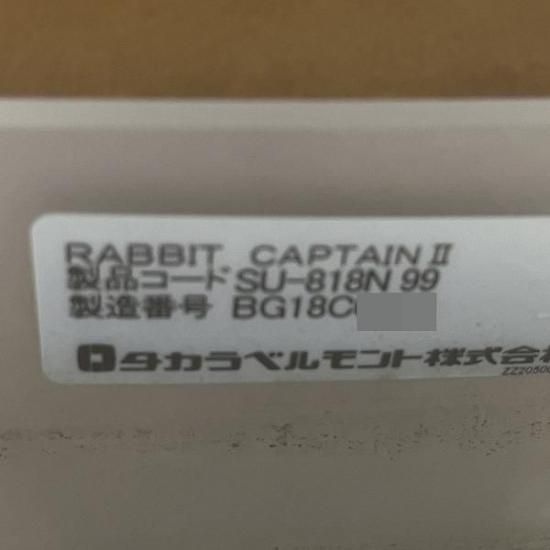 RABBIT CAPTAIN II
製品コード SU-818N 99
製造番号 BG18C
タカラベルモント株式会